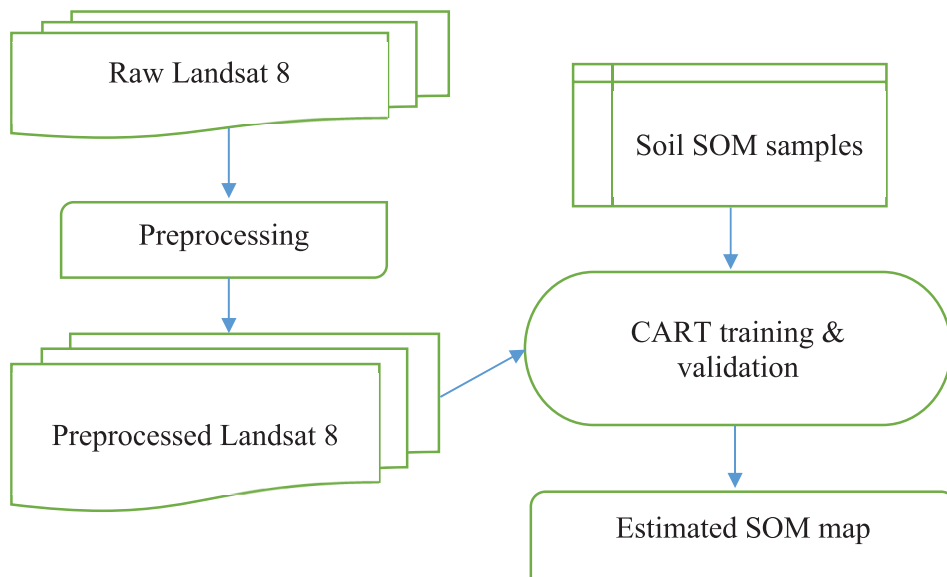 Raw Landsat 8
Soil SOM samples
Preprocessing
CART training &
validation
Preprocessed Landsat 8
Estimated SOM map